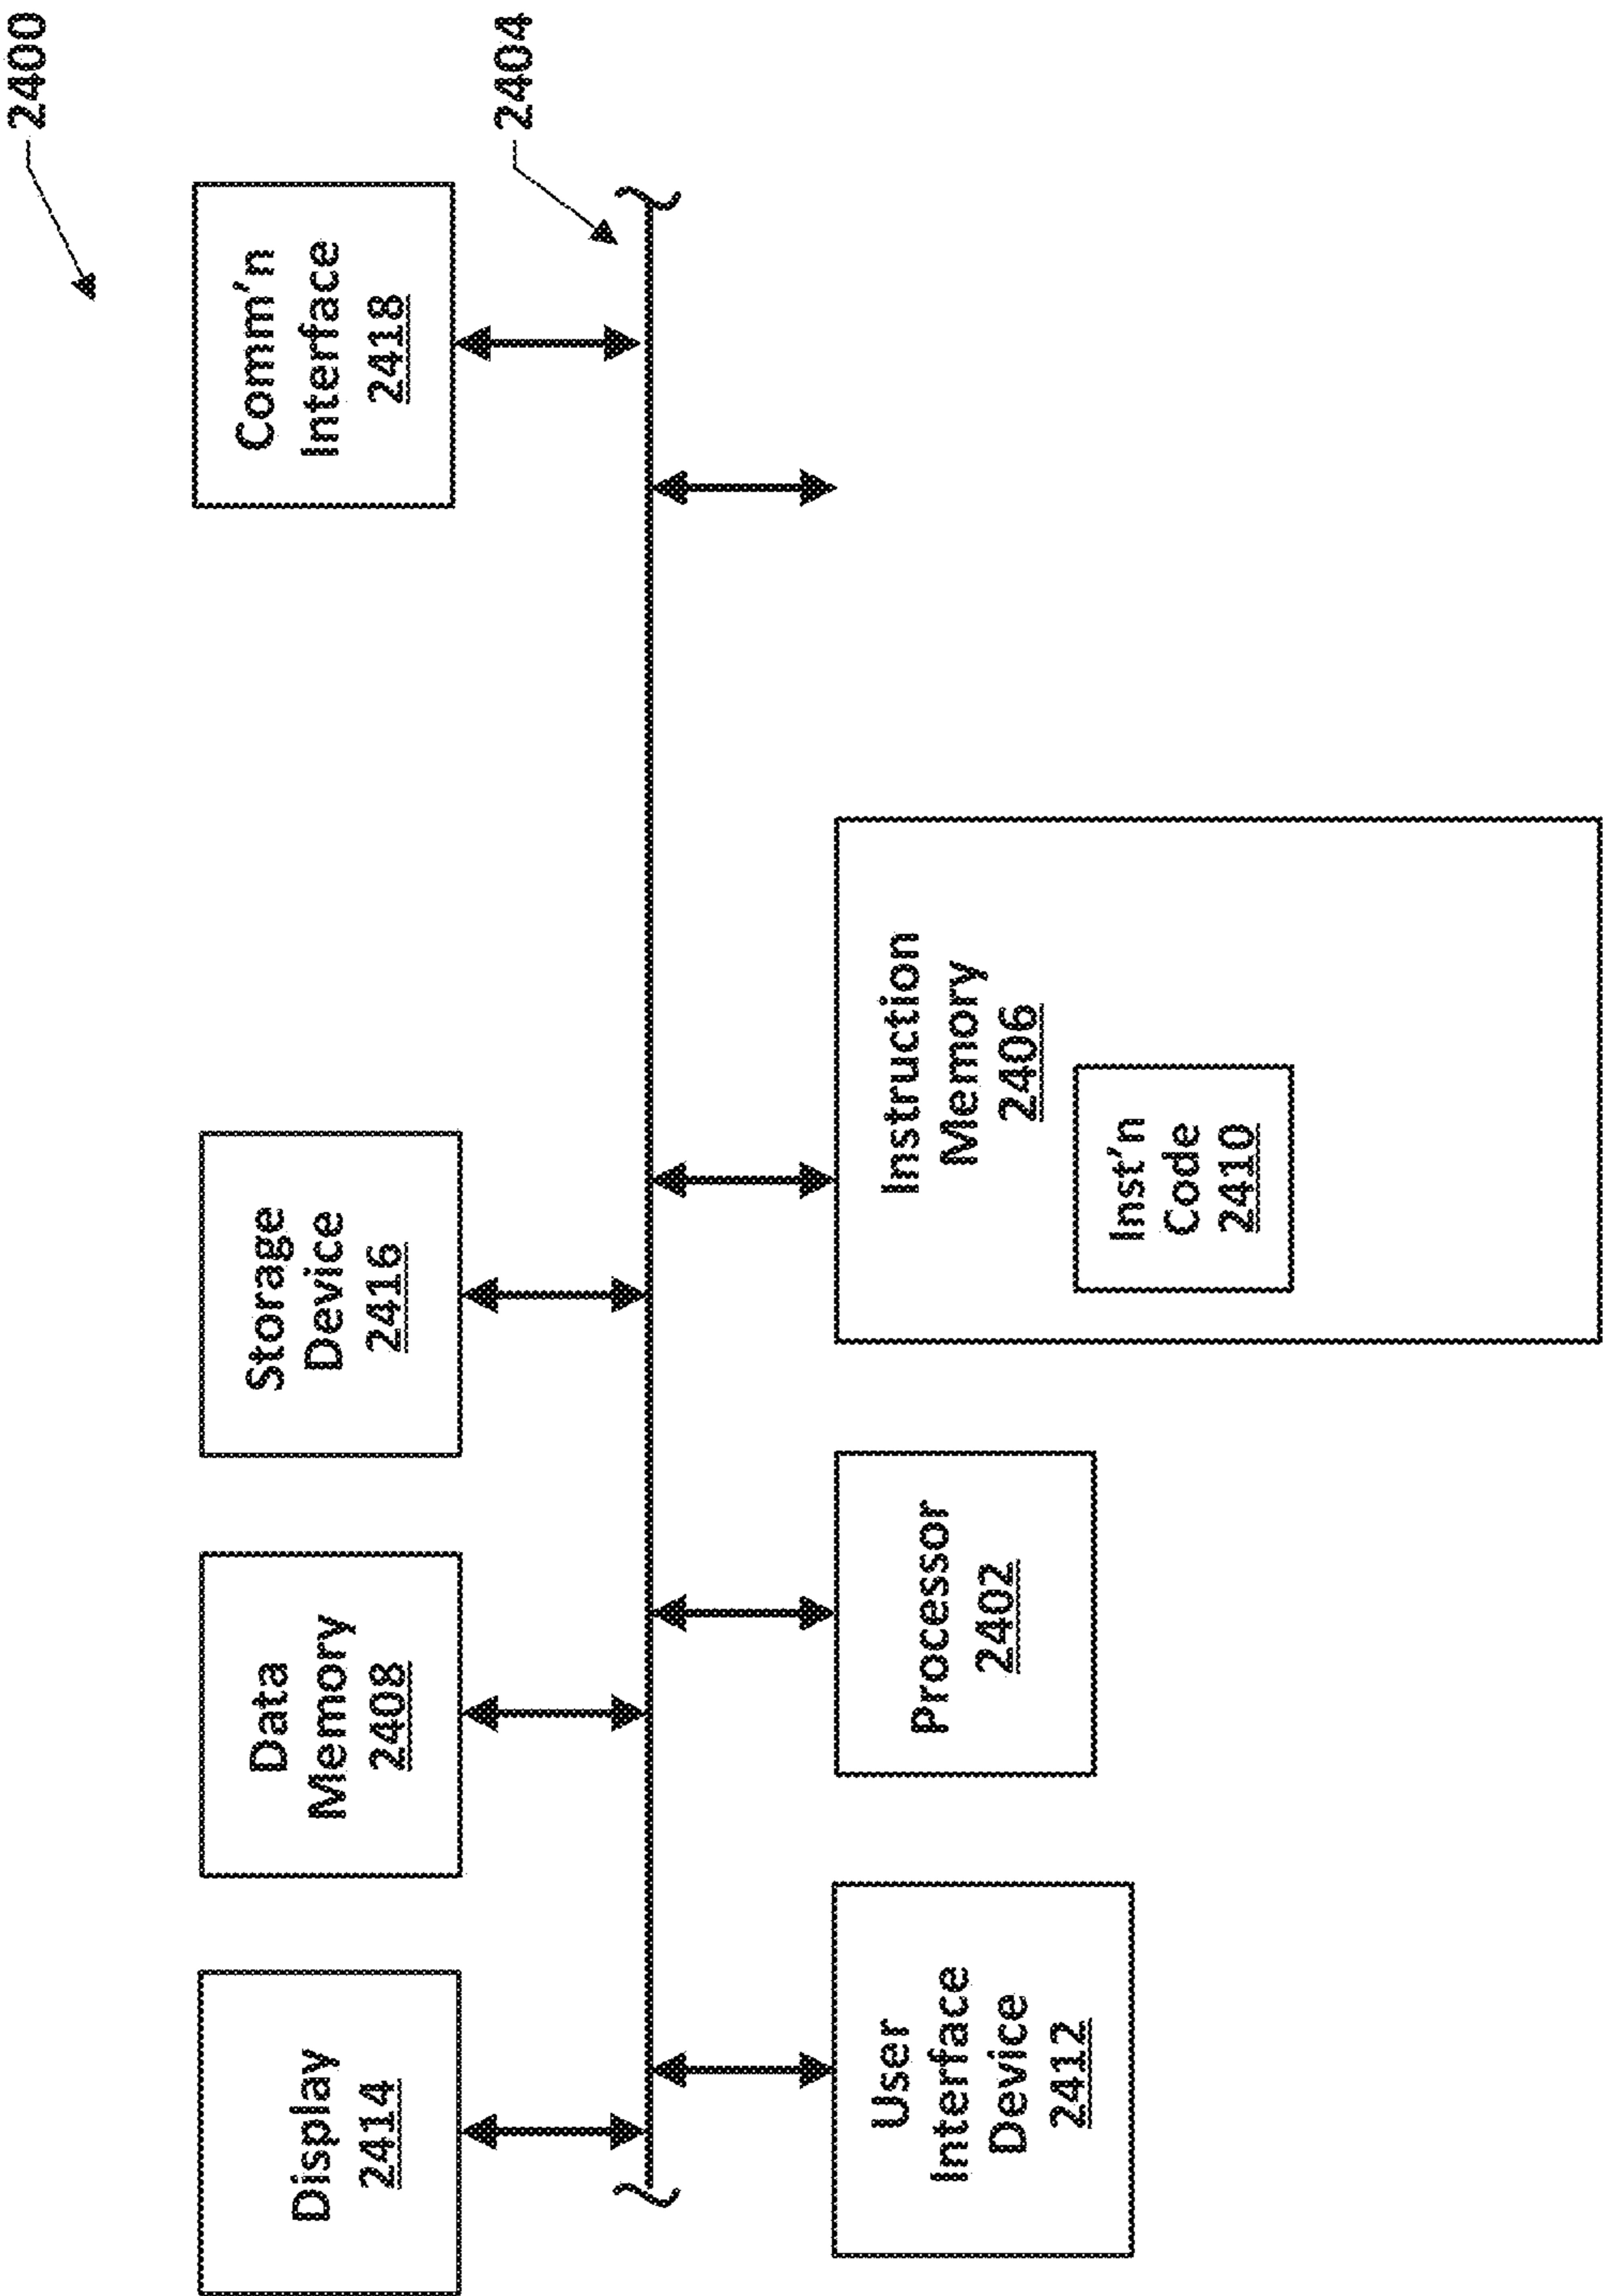 2400
Display
2414
Data
Memory
2408
Storage
Device
2416
Comm'n
Interface
2418
2404
User
Interface
Device
2412
Processor
2402
Instruction
Memory
2406
Inst'n
Code
2410